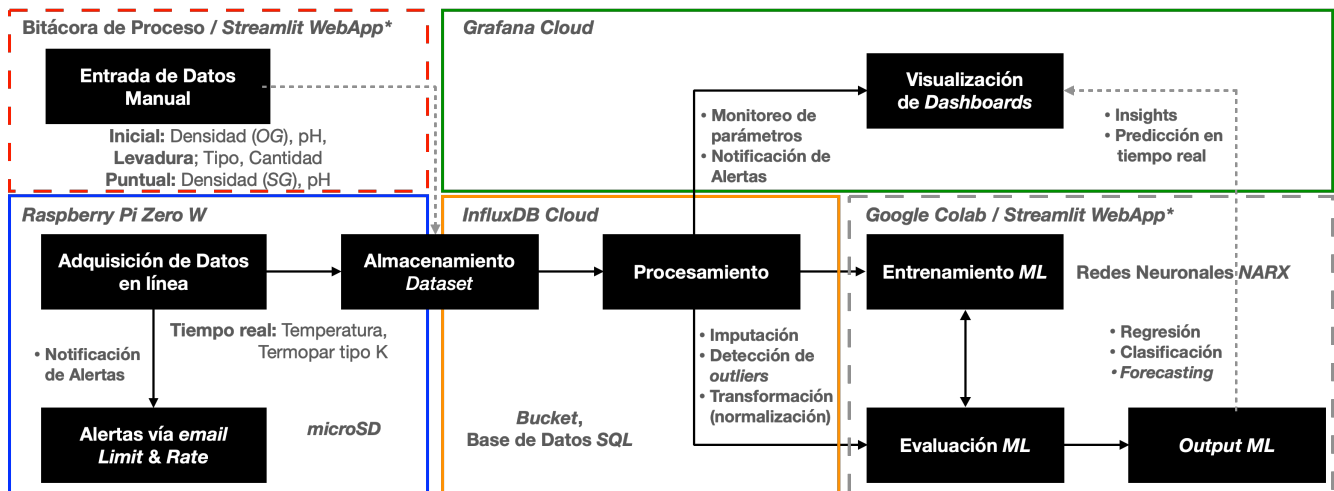 Bitácora de Proceso / Streamlit WebApp*
Entrada de Datos
Manual
Inicial: Densidad (OG), pH,
Levadura; Tipo, Cantidad
Puntual: Densidad (SG), pH
Grafana Cloud
Visualización
de Dashboards
• Monitoreo de
parámetros
• Notificación de
Alertas
• Insights
• Predicción en
tiempo real
Raspberry Pi Zero W
Adquisición de Datos
en línea
Tiempo real: Temperatura,
Termopar tipo K
• Notificación
de Alertas
Alertas vía email
Limit & Rate
microSD
InfluxDB Cloud
Almacenamiento
Dataset
Procesamiento
• Imputación
• Detección de
outliers
• Transformación
(normalización)
Bucket,
Base de Datos SQL
Google Colab / Streamlit WebApp*
Entrenamiento ML
Redes Neuronales NARX
• Regresión
• Clasificación
• Forecasting
Evaluación ML
Output ML